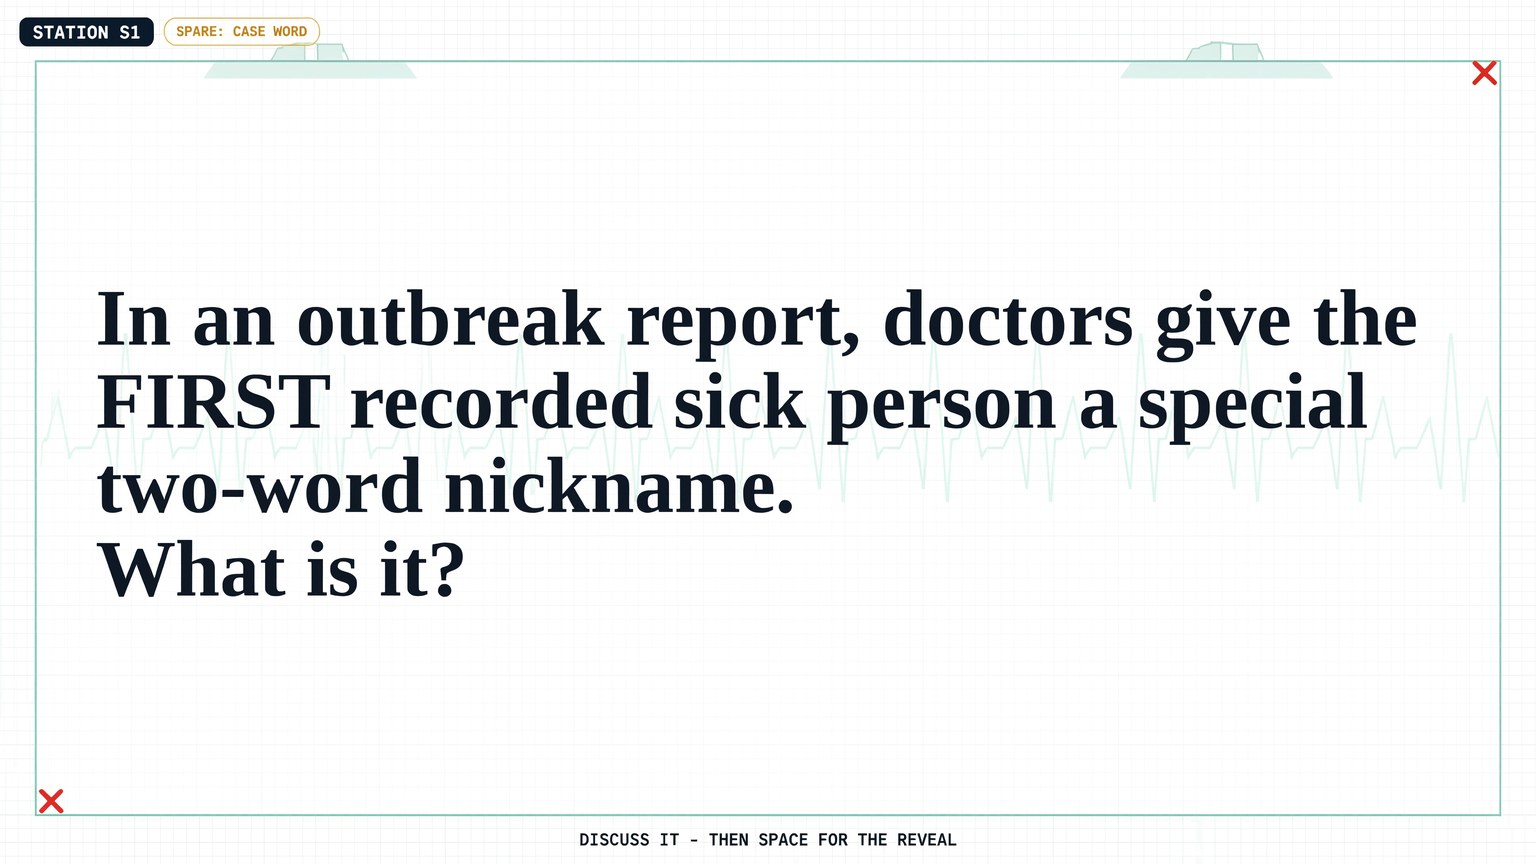 STATION S1
SPARE: CASE WORD
In an outbreak report, doctors give the
FIRST recorded sick person a special
two-word nickname.
What is it?
DISCUSS IT - THEN SPACE FOR THE REVEAL